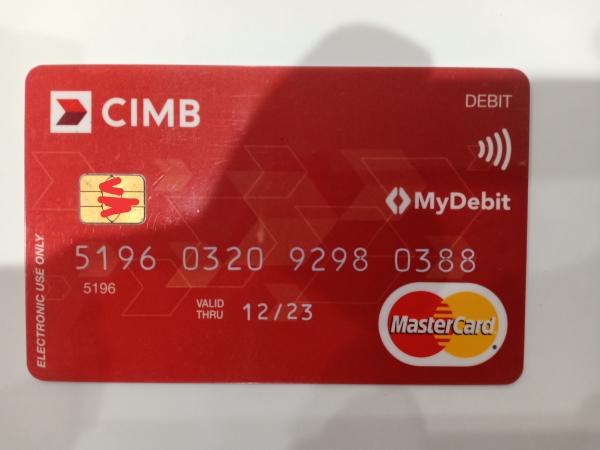 CIMB
DEBIT
MyDebit
5196 0320 9298 0388
5196
VALID THRU 12/23
MasterCard
ELECTRONIC USE ONLY